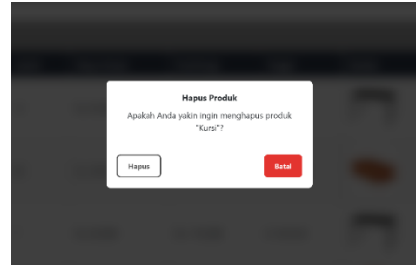 Hapus Produk
Apakah Anda yakin ingin menghapus produk
"Kursi"?
Hapus
Batal